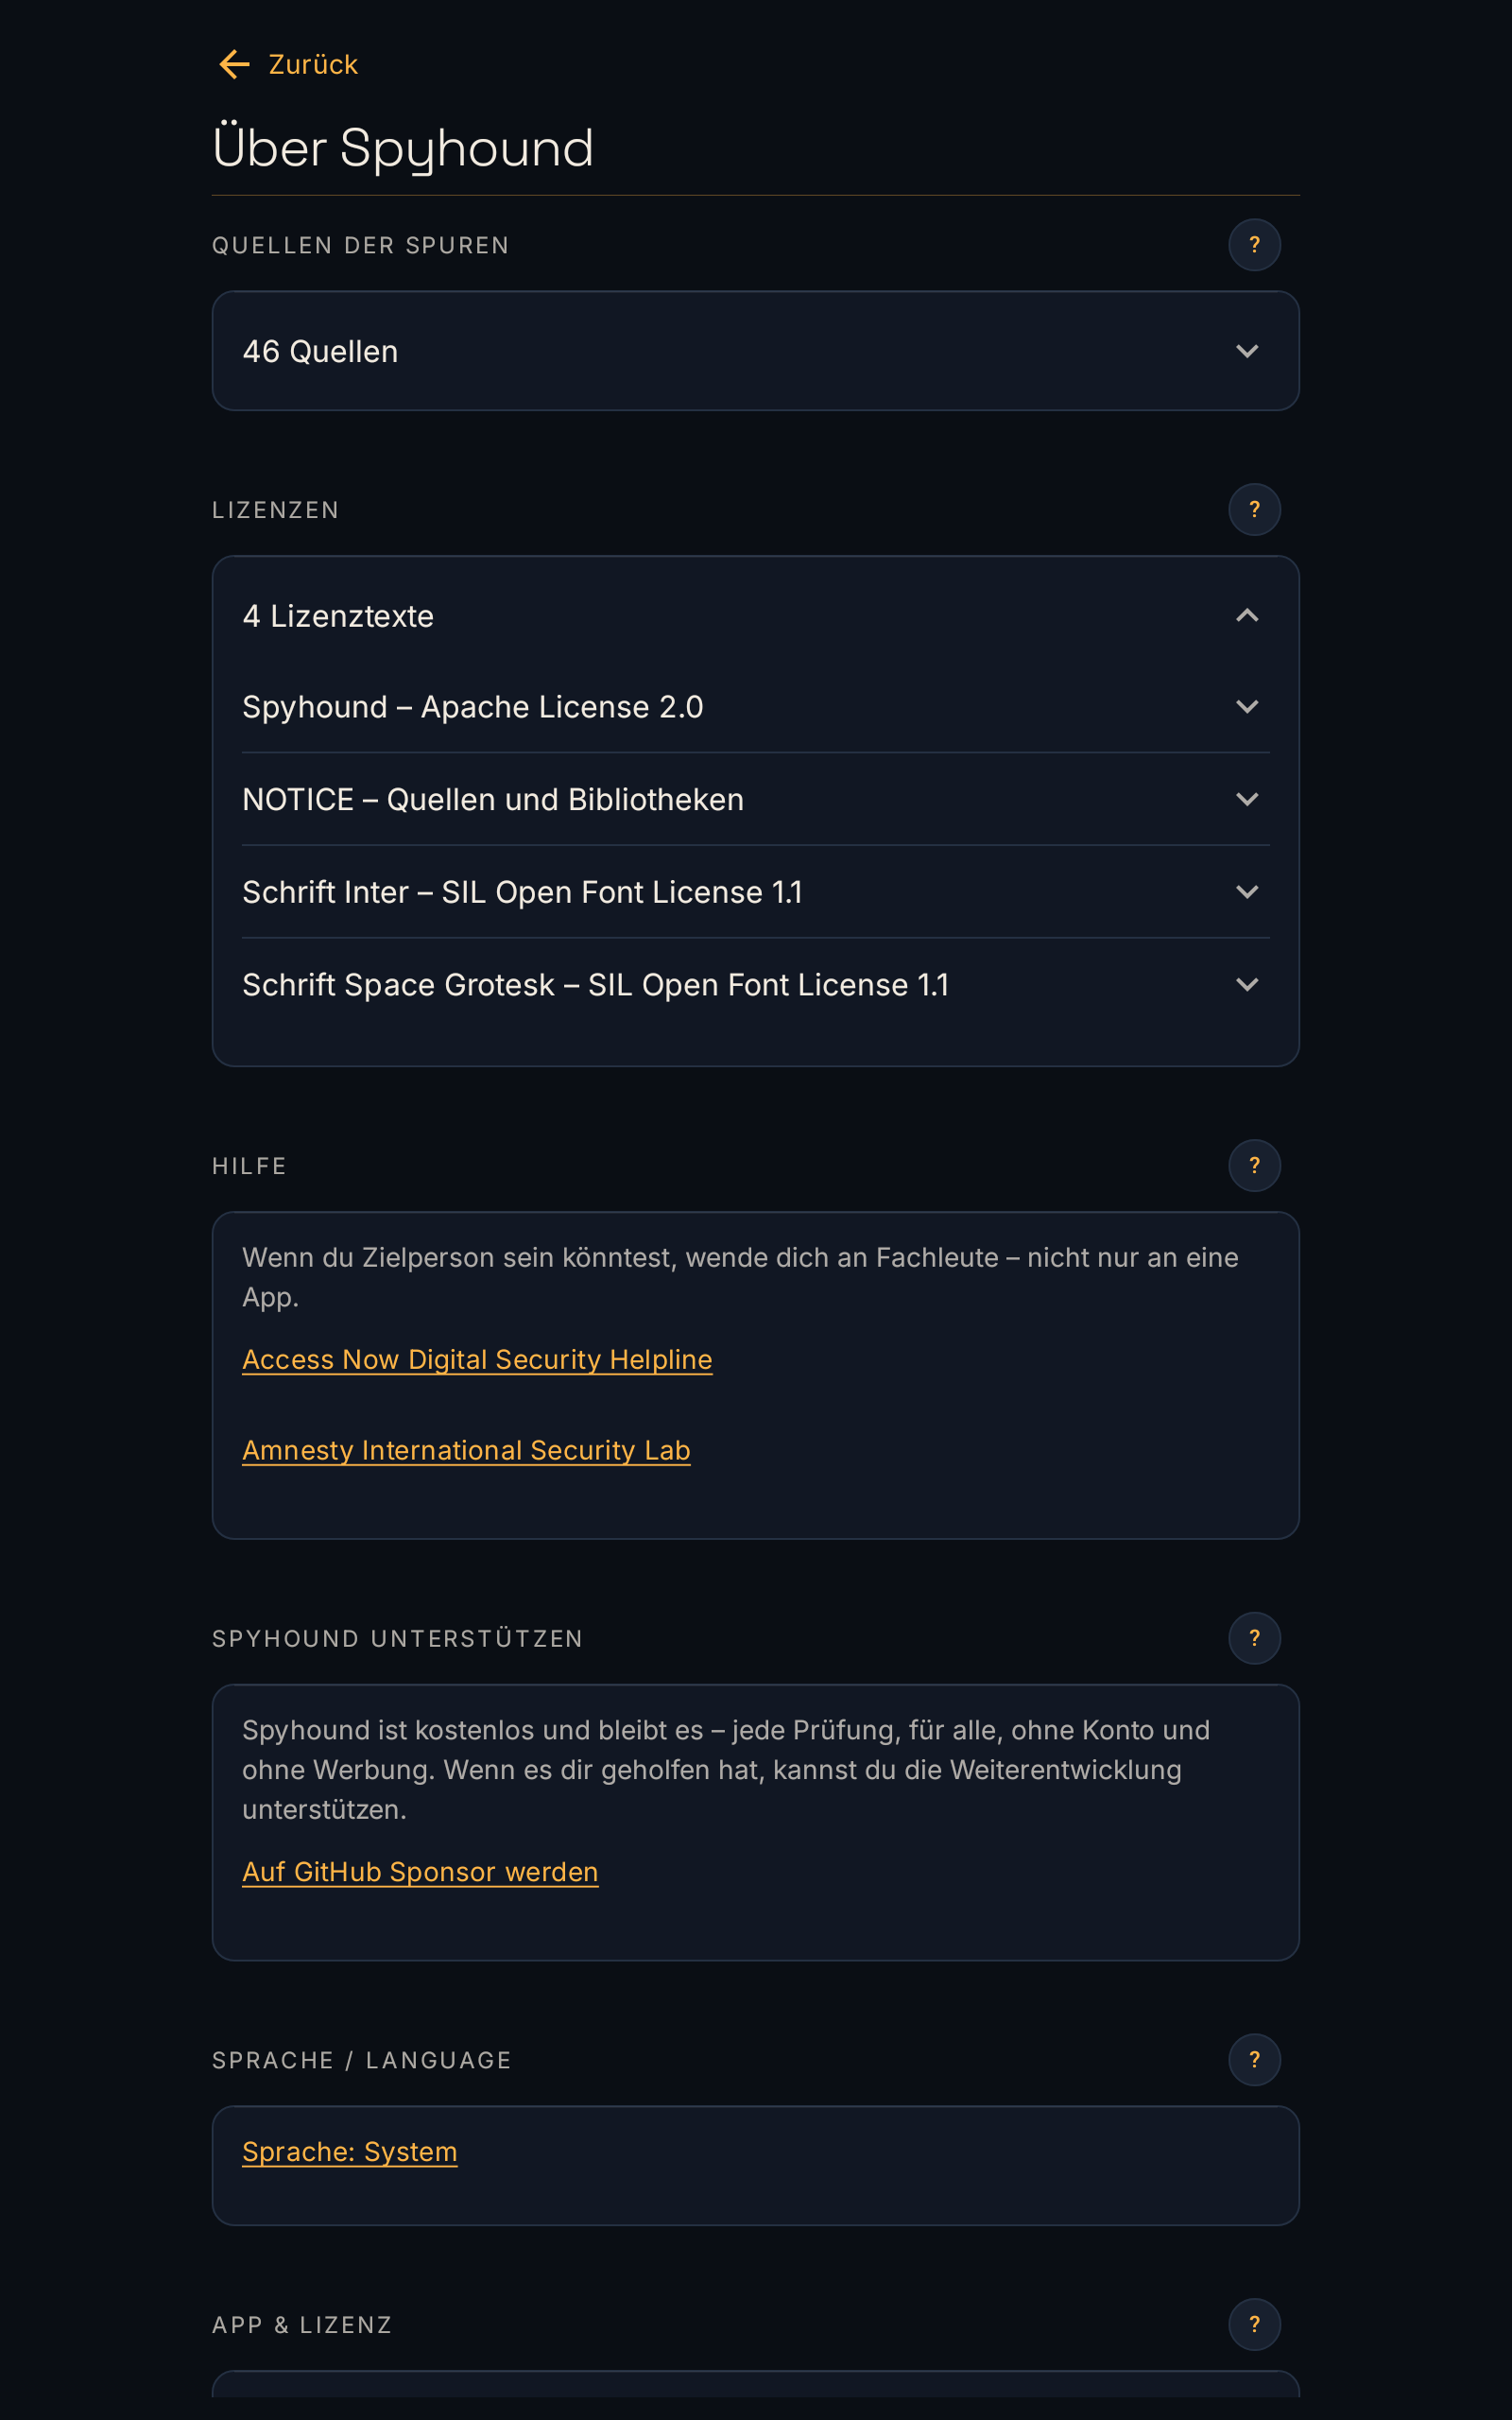 Zurück
Über Spyhound
QUELLEN DER SPUREN
?
46 Quellen
LIZENZEN
?
4 Lizenztexte
Spyhound – Apache License 2.0
NOTICE – Quellen und Bibliotheken
Schrift Inter – SIL Open Font License 1.1
Schrift Space Grotesk – SIL Open Font License 1.1
HILFE
?
Wenn du Zielperson sein könntest, wende dich an Fachleute – nicht nur an eine
App.
Access Now Digital Security Helpline
Amnesty International Security Lab
SPYHOUND UNTERSTÜTZEN
?
Spyhound ist kostenlos und bleibt es – jede Prüfung, für alle, ohne Konto und
ohne Werbung. Wenn es dir geholfen hat, kannst du die Weiterentwicklung
unterstützen.
Auf GitHub Sponsor werden
SPRACHE / LANGUAGE
?
Sprache: System
APP & LIZENZ
?